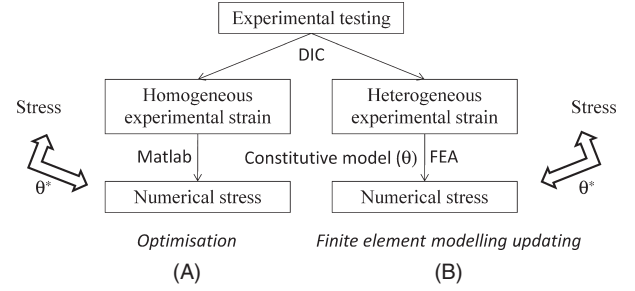 Experimental testing
DIC
Homogeneous
experimental strain
Heterogeneous
experimental strain
Stress
Stress
Matlab
Constitutive model (θ)
FEA
θ*
θ*
Numerical stress
Numerical stress
Optimisation
Finite element modelling updating
(A)
(B)